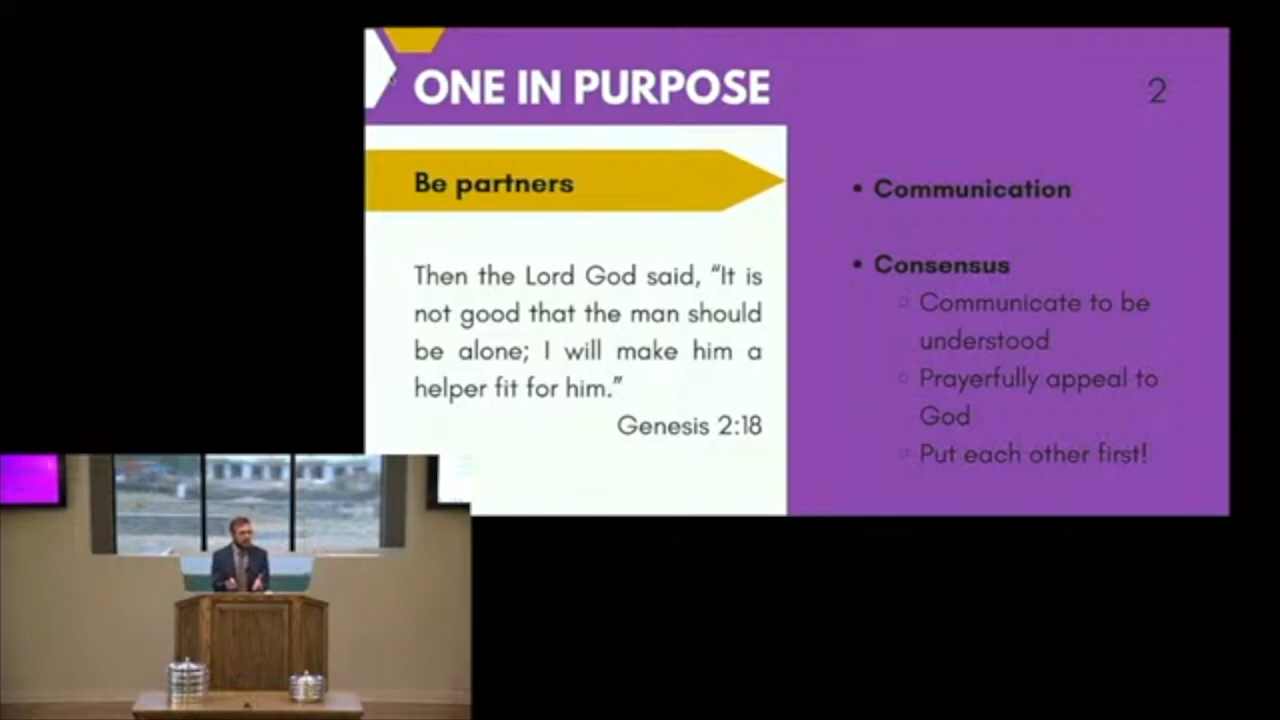 ONE IN PURPOSE
2
Be partners
Then the Lord God said, “It is
not good that the man should
be alone; I will make him a
helper fit for him.”
Genesis 2:18
• Communication
• Consensus
Communicate to be
understood
Prayerfully appeal to
God
Put each other first!